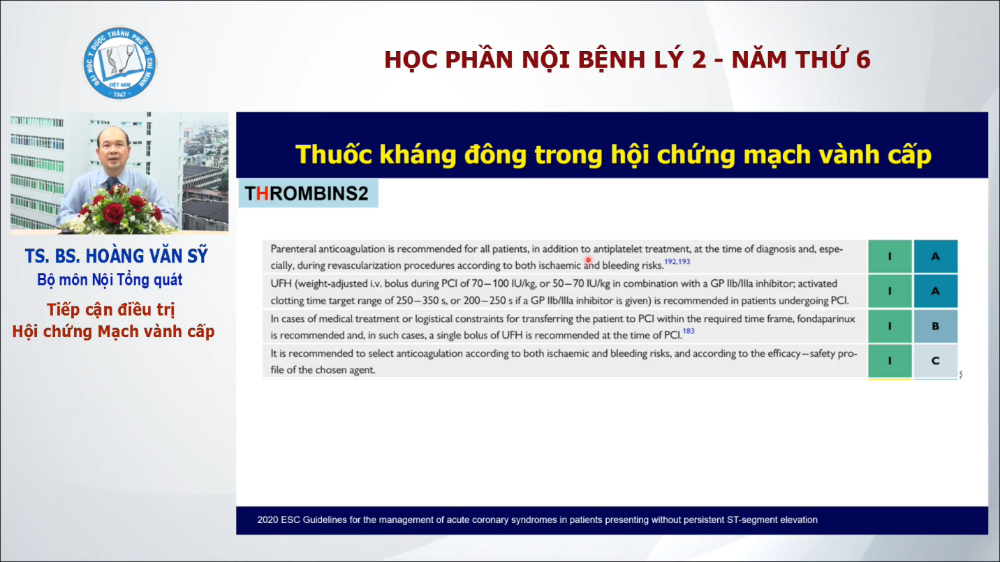 ĐẠI HỌC Y DƯỢC THÀNH PHỐ HỒ CHÍ MINH
VIỆT NAM
1947
HỌC PHẦN NỘI BỆNH LÝ 2 - NĂM THỨ 6
TS. BS. HOÀNG VĂN SỸ
Bộ môn Nội Tổng quát
Tiếp cận điều trị
Hội chứng Mạch vành cấp
Thuốc kháng đông trong hội chứng mạch vành cấp
THROMBINS2
Parenteral anticoagulation is recommended for all patients, in addition to antiplatelet treatment, at the time of diagnosis and, espe-
cially, during revascularization procedures according to both ischaemic and bleeding risks.192,193
I A
UFH (weight-adjusted i.v. bolus during PCI of 70–100 IU/kg, or 50–70 IU/kg in combination with a GP IIb/IIIa inhibitor; activated
clotting time target range of 250–350 s, or 200–250 s if a GP IIb/IIIa inhibitor is given) is recommended in patients undergoing PCI.
I A
In cases of medical treatment or logistical constraints for transferring the patient to PCI within the required time frame, fondaparinux
is recommended and, in such cases, a single bolus of UFH is recommended at the time of PCI.183
I B
It is recommended to select anticoagulation according to both ischaemic and bleeding risks, and according to the efficacy–safety pro-
file of the chosen agent.
I C
2020 ESC Guidelines for the management of acute coronary syndromes in patients presenting without persistent ST-segment elevation